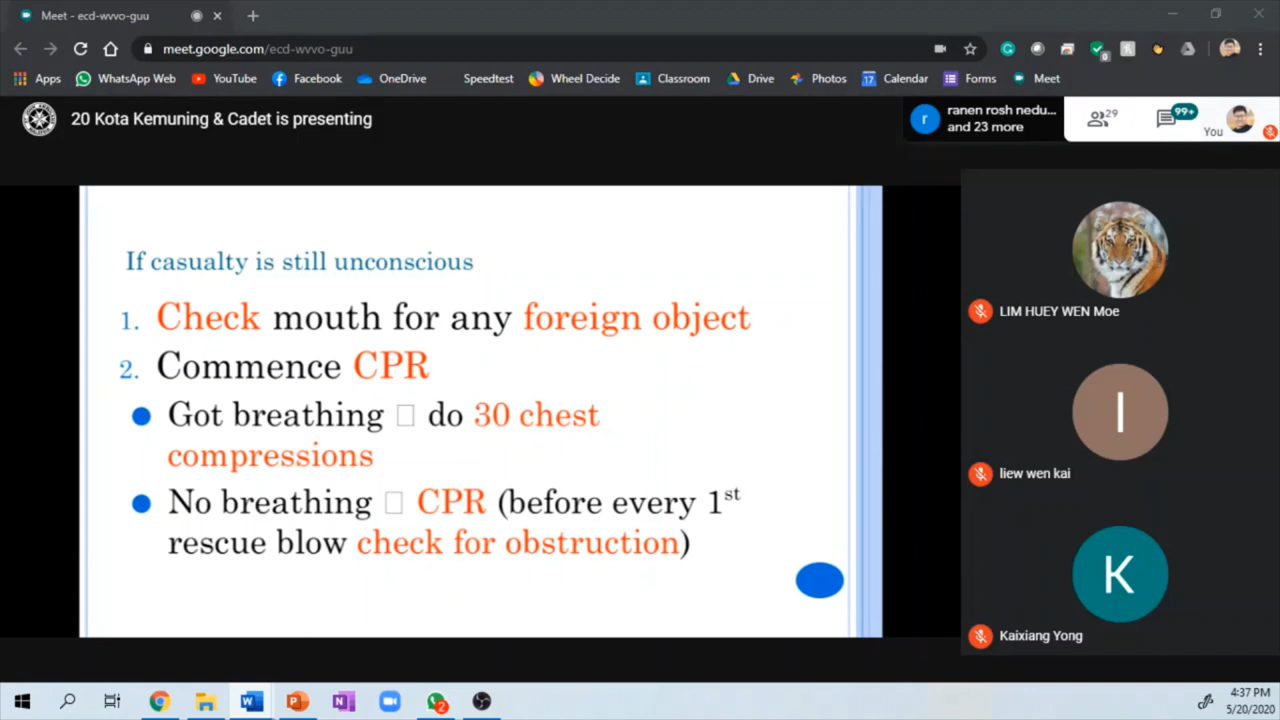 Meet - ecd-wvvo-guu
meet.google.com/ecd-wvvo-guu
Apps WhatsApp Web YouTube Facebook OneDrive Speedtest Wheel Decide Classroom Drive Photos Calendar Forms Meet
20 Kota Kemuning & Cadet is presenting
ranen rosh nedu...
and 23 more
29
99+
You
If casualty is still unconscious
1. Check mouth for any foreign object
2. Commence CPR
Got breathing □ do 30 chest
compressions
No breathing □ CPR (before every 1st
rescue blow check for obstruction)
LIM HUEY WEN Moe
l
liew wen kai
K
Kaixiang Yong
4:37 PM
5/20/2020